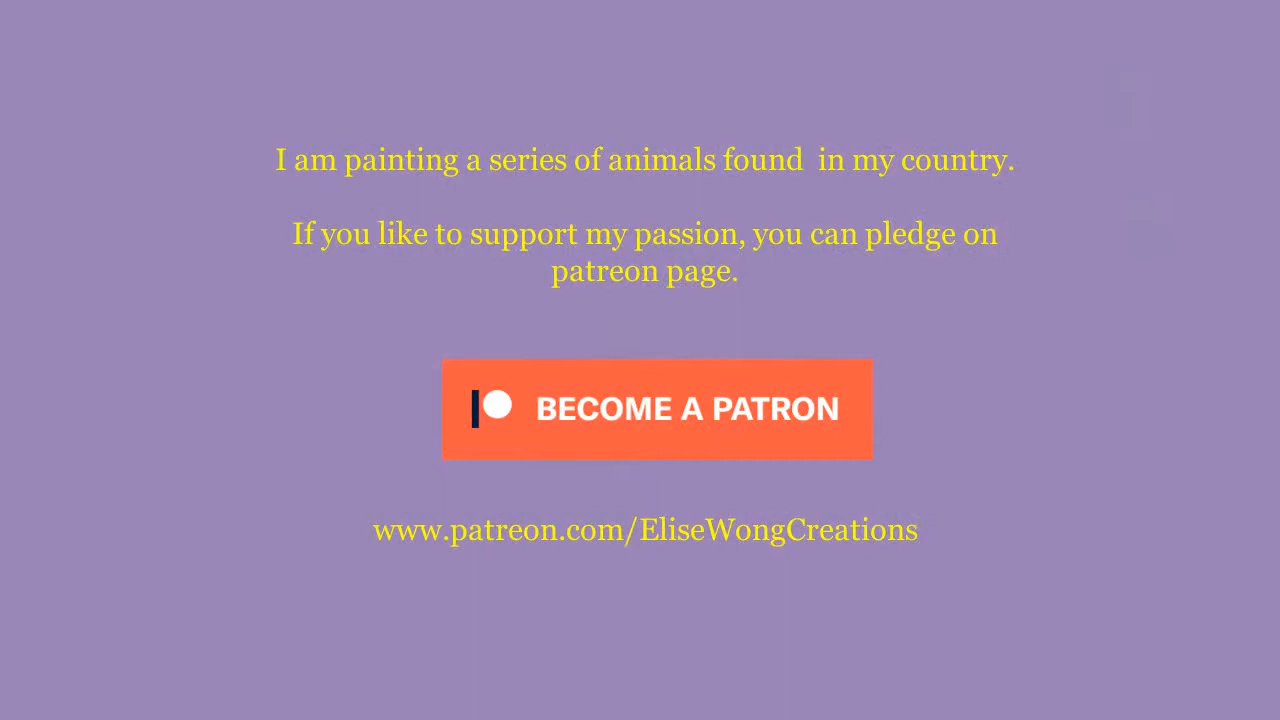 I am painting a series of animals found  in my country.
If you like to support my passion, you can pledge on
patreon page.
BECOME A PATRON
www.patreon.com/EliseWongCreations